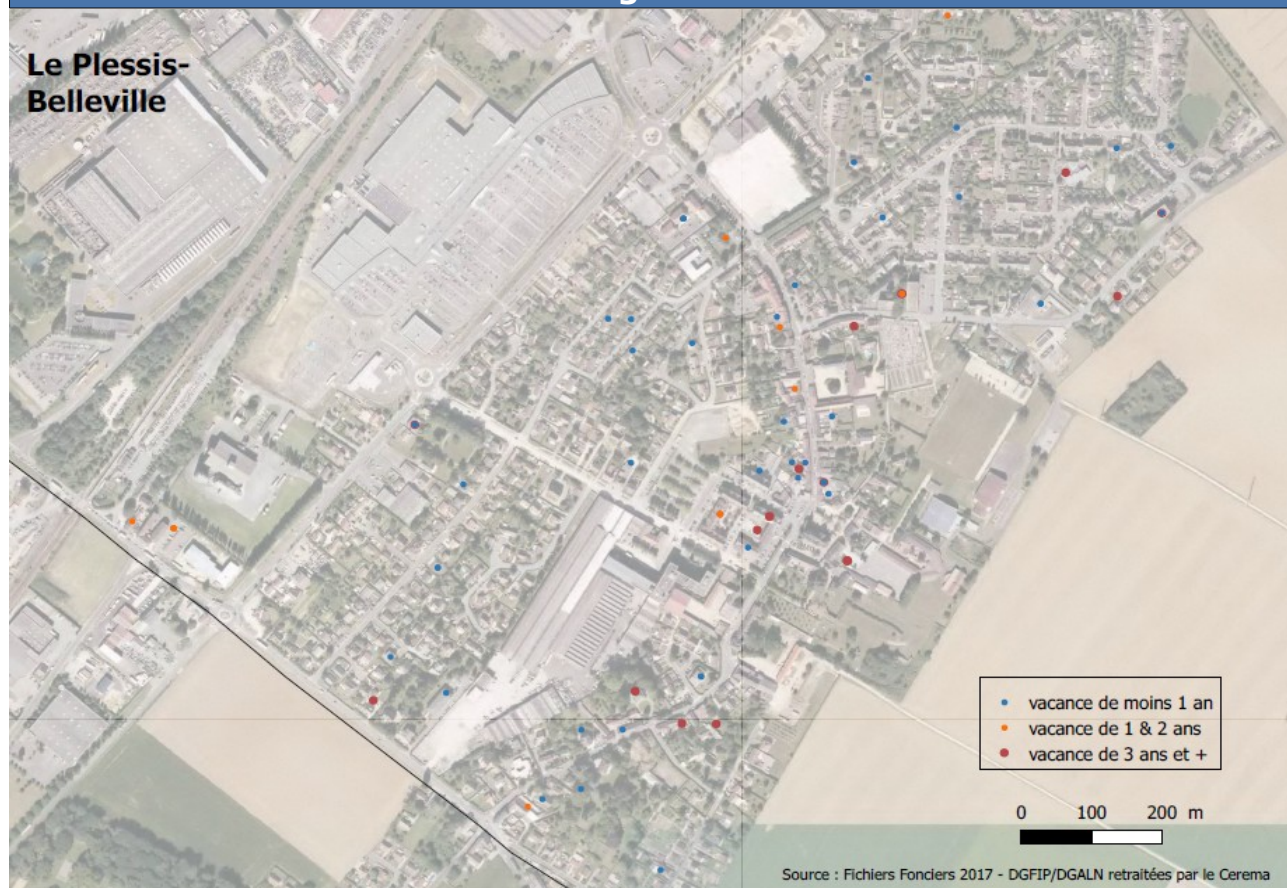 Le Plessis-
Belleville
vacance de moins 1 an
vacance de 1 & 2 ans
vacance de 3 ans et +
0 100 200 m
Source : Fichiers Fonciers 2017 - DGFIP/DGALN retraitées par le Cerema